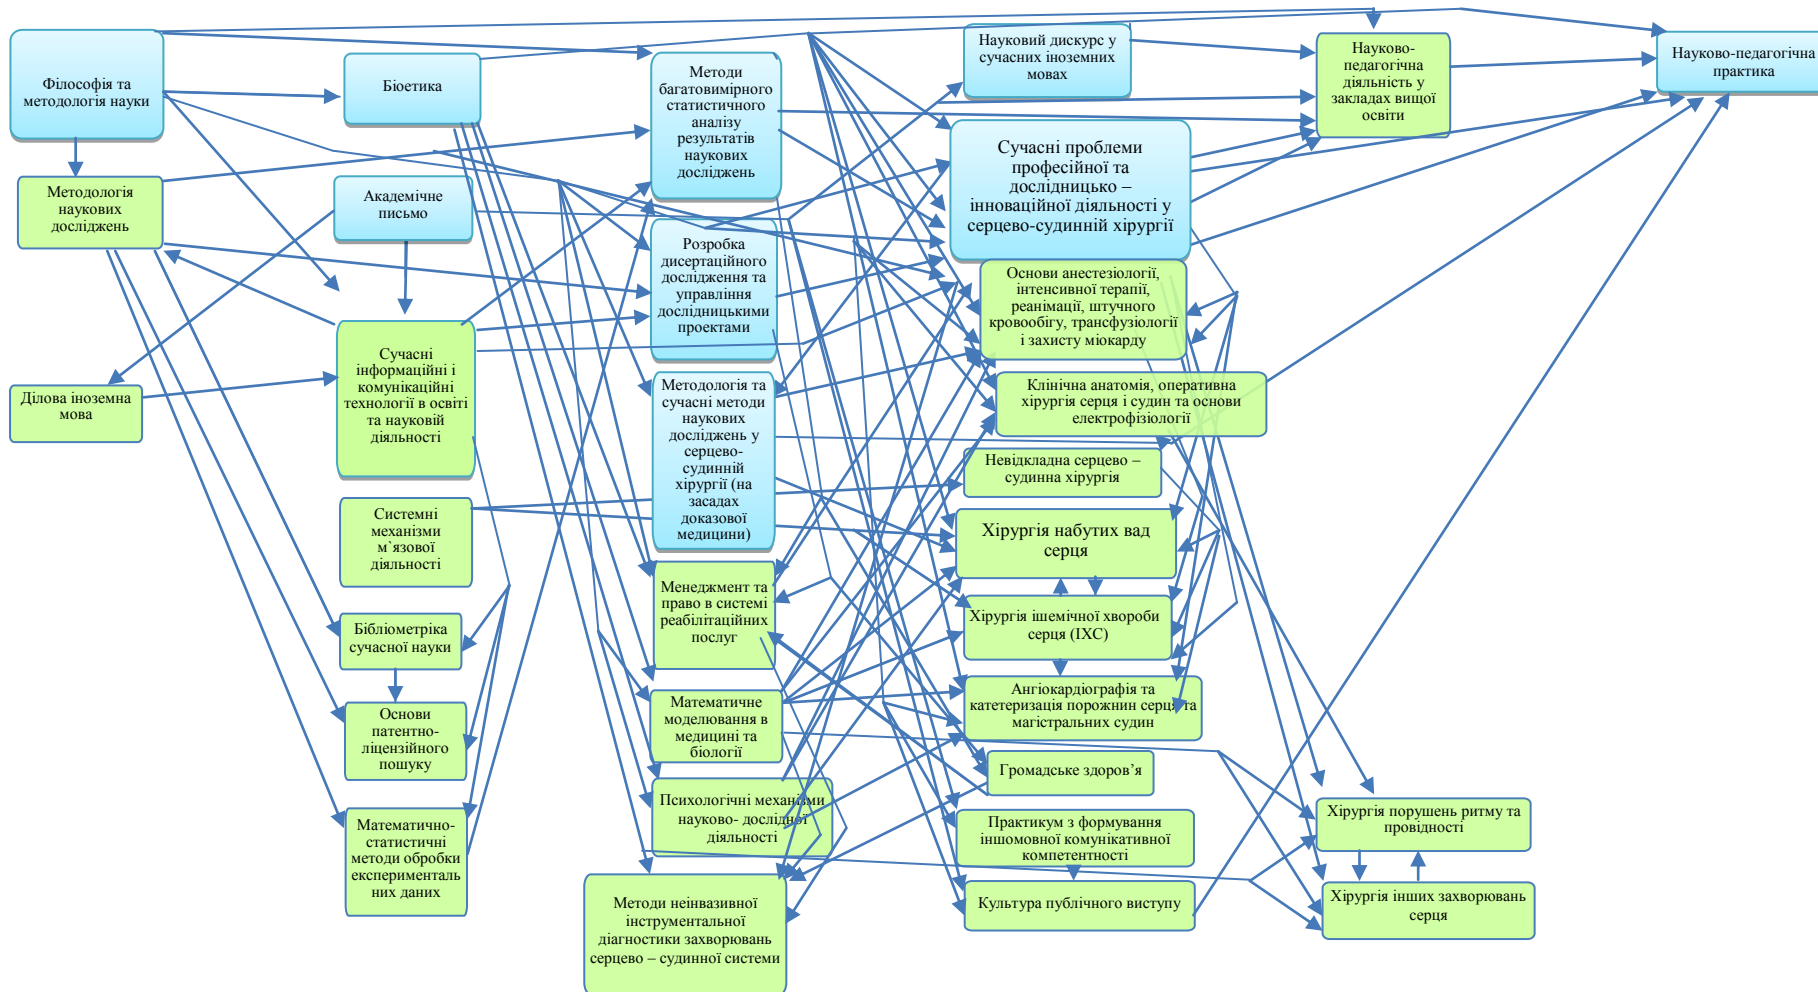 Філософія та
методологія науки
Методологія
наукових
досліджень
Ділова іноземна
мова
Біоетика
Академічне
письмо
Сучасні
інформаційні і
комунікаційні
технології в освіті
та науковій
діяльності
Системні
механізми
м`язової
діяльності
Бібліометріка
сучасної науки
Основи
патентно-
ліцензійного
пошуку
Математично-
статистичні
методи обробки
експерименталь
них даних
Методи
багатовимірного
статистичного
аналізу
результатів
наукових
досліджень
Розробка
дисертаційного
дослідження та
управління
дослідницькими
проектами
Методологія та
сучасні методи
наукових
досліджень у
серцево-
судинній
хірургії (на
засадах
доказової
медицини)
Менеджмент та
право в системі
реабілітаційних
послуг
Математичне
моделювання в
медицині та
біології
Психологічні механізми
науково- дослідної
діяльності
Методи неінвазивної
інструментальної
діагностики захворювань
серцево – судинної системи
Науковий дискурс у
сучасних іноземних
мовах
Сучасні проблеми
професійної та
дослідницько –
інноваційної діяльності у
серцево-судинній хірургії
Основи анестезіології,
інтенсивної терапії,
реанімації, штучного
кровообігу, трансфузіології
і захисту міокарду
Клінічна анатомія, оперативна
хірургія серця і судин та основи
електрофізіології
Невідкладна серцево –
судинна хірургія
Хірургія набутих вад
серця
Хірургія ішемічної хвороби
серця (ІХС)
Ангіокардіографія та
катетеризація порожнин серця та
магістральних судин
Громадське здоров’я
Практикум з формування
іншомовної комунікативної
компетентності
Культура публічного виступу
Науково-
педагогічна
діяльність у
закладах вищої
освіти
Науково-педагогічна
практика
Хірургія порушень ритму та
провідності
Хірургія інших захворювань
серця